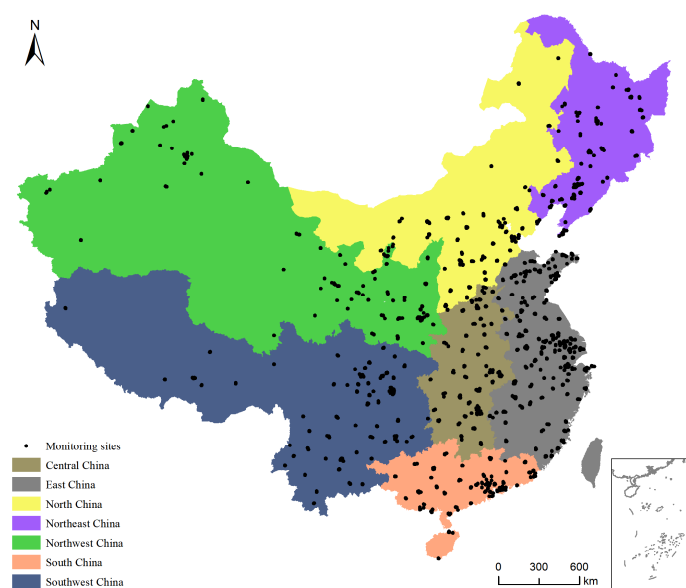 N
Monitoring sites
Central China
East China
North China
Northeast China
Northwest China
South China
Southwest China
0 300 600
km